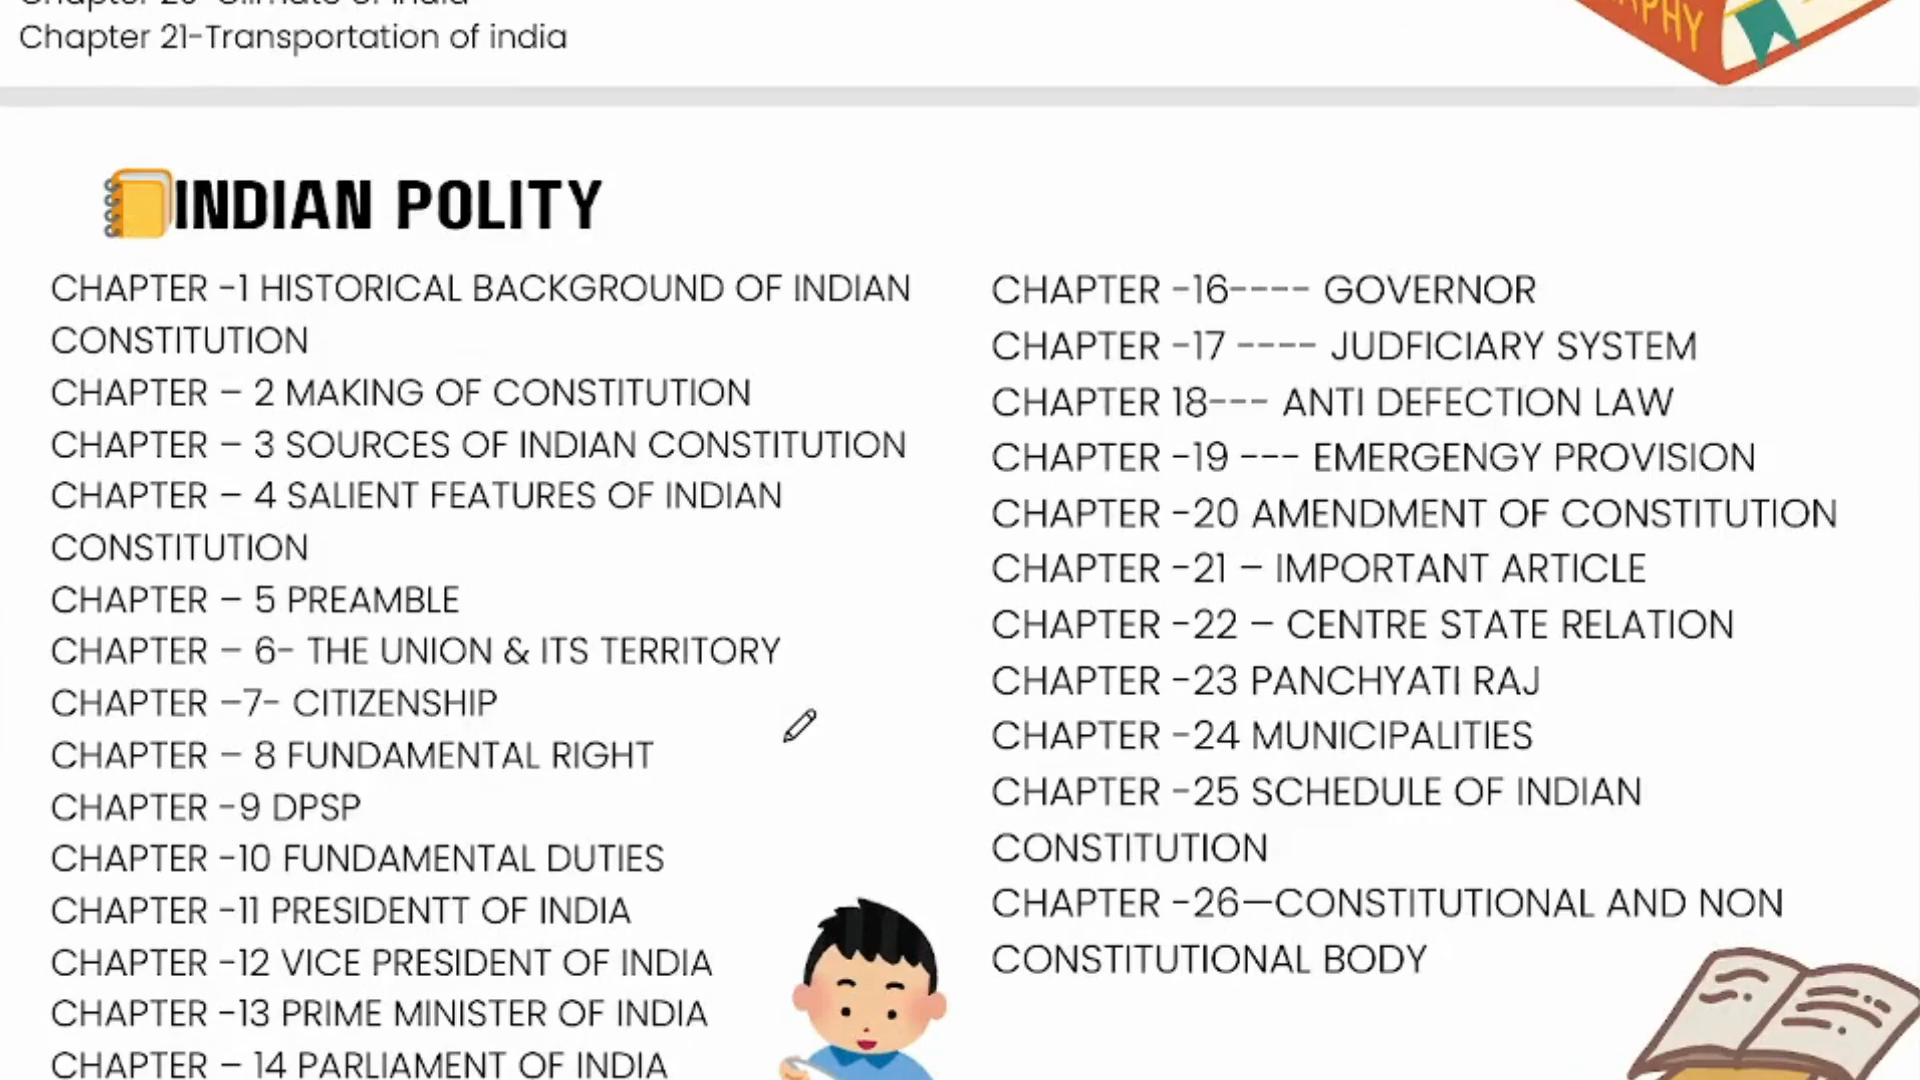 Chapter 20-Climate of India
Chapter 21-Transportation of india
PHY
INDIAN POLITY
CHAPTER -1 HISTORICAL BACKGROUND OF INDIAN
CONSTITUTION
CHAPTER – 2 MAKING OF CONSTITUTION
CHAPTER – 3 SOURCES OF INDIAN CONSTITUTION
CHAPTER – 4 SALIENT FEATURES OF INDIAN
CONSTITUTION
CHAPTER – 5 PREAMBLE
CHAPTER – 6- THE UNION & ITS TERRITORY
CHAPTER –7- CITIZENSHIP
CHAPTER – 8 FUNDAMENTAL RIGHT
CHAPTER -9 DPSP
CHAPTER -10 FUNDAMENTAL DUTIES
CHAPTER -11 PRESIDENTT OF INDIA
CHAPTER -12 VICE PRESIDENT OF INDIA
CHAPTER -13 PRIME MINISTER OF INDIA
CHAPTER – 14 PARLIAMENT OF INDIA
CHAPTER -16---- GOVERNOR
CHAPTER -17 ---- JUDFICIARY SYSTEM
CHAPTER 18--- ANTI DEFECTION LAW
CHAPTER -19 --- EMERGENGY PROVISION
CHAPTER -20 AMENDMENT OF CONSTITUTION
CHAPTER -21 – IMPORTANT ARTICLE
CHAPTER -22 – CENTRE STATE RELATION
CHAPTER -23 PANCHYATI RAJ
CHAPTER -24 MUNICIPALITIES
CHAPTER -25 SCHEDULE OF INDIAN
CONSTITUTION
CHAPTER -26—CONSTITUTIONAL AND NON
CONSTITUTIONAL BODY